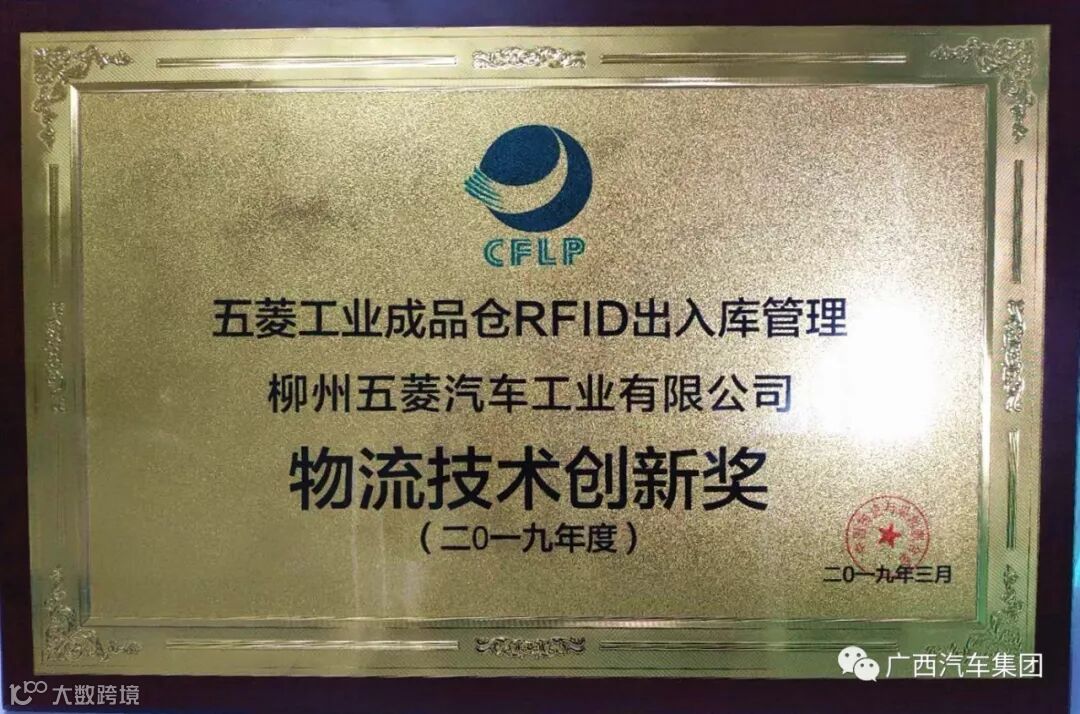 CFLP
五菱工业成品仓RFID出入库管理
柳州五菱汽车工业有限公司
物流技术创新奖
（二0一九年度）
二0一九年三月
广西汽车集团
大数跨境